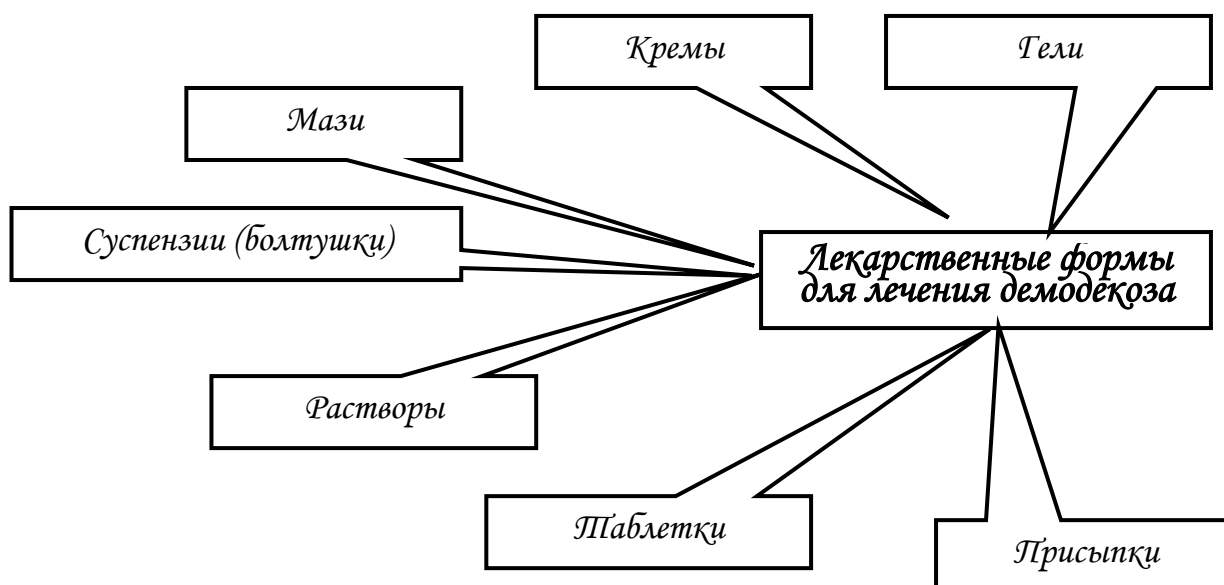 Кремы
Гели
Мази
Суспензии (болтушки)
Лекарственные формы
для лечения демодекоза
Растворы
Таблетки
Присыпки